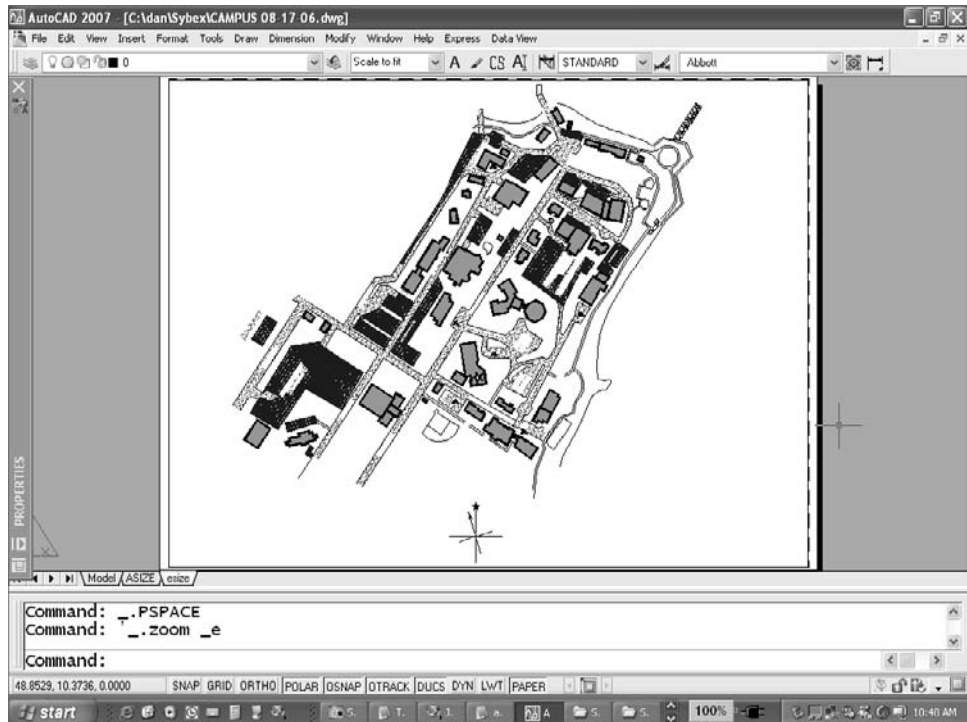 AutoCAD 2007 - [C:\dan\Sybex\CAMPUS 08-17-06.dwg]
File Edit View Insert Format Tools Draw Dimension Modify Window Help Express Data View
0 Scale to fit A CS STANDARD Abbott
PROPERTIES
Model ASIZE esize
Command: _.PSPACE
Command: '_.zoom _e
Command:
48.8529, 10.3736, 0.0000 SNAP GRID ORTHO POLAR OSNAP OTRACK DUCS DYN LWT PAPER
start S. T. J. a. A S. S. 100% 10:40 AM